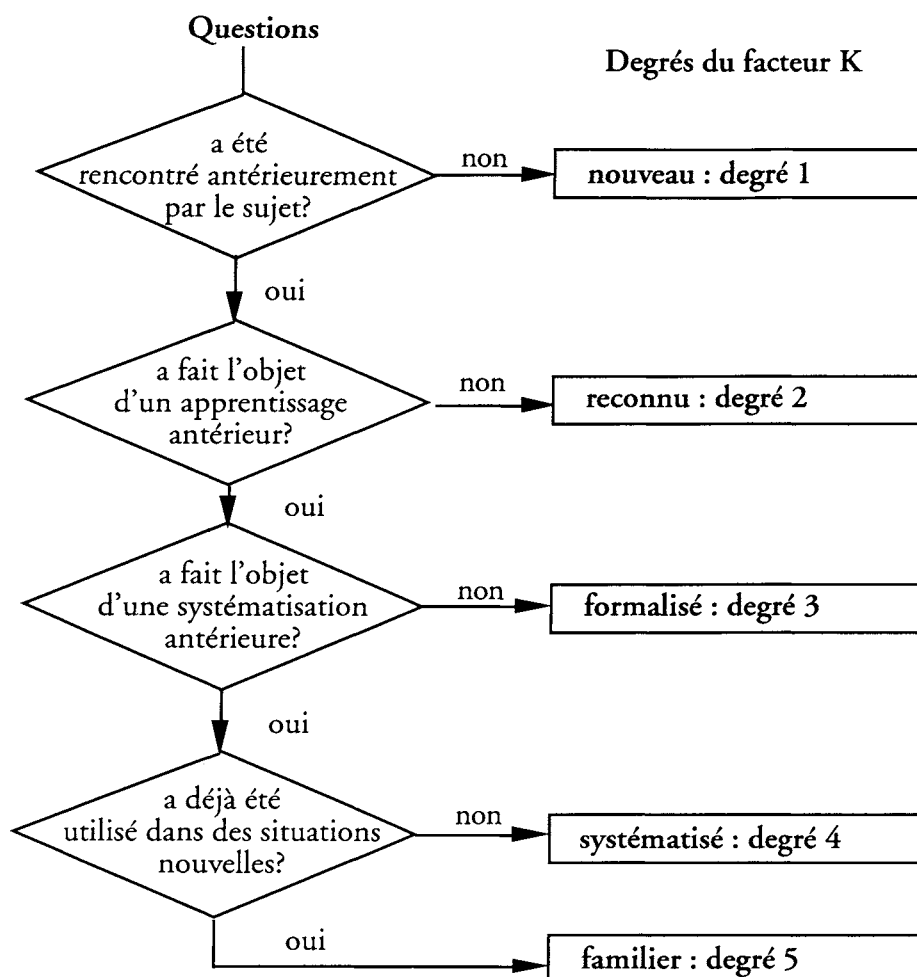 Questions
Degrés du facteur K
a été
rencontré antérieurement
par le sujet?
non
nouveau : degré 1
oui
a fait l'objet
d'un apprentissage
antérieur?
non
reconnu : degré 2
oui
a fait l'objet
d'une systématisation
antérieure?
non
formalisé : degré 3
oui
a déjà été
utilisé dans des situations
nouvelles?
non
systématisé : degré 4
oui
familier : degré 5